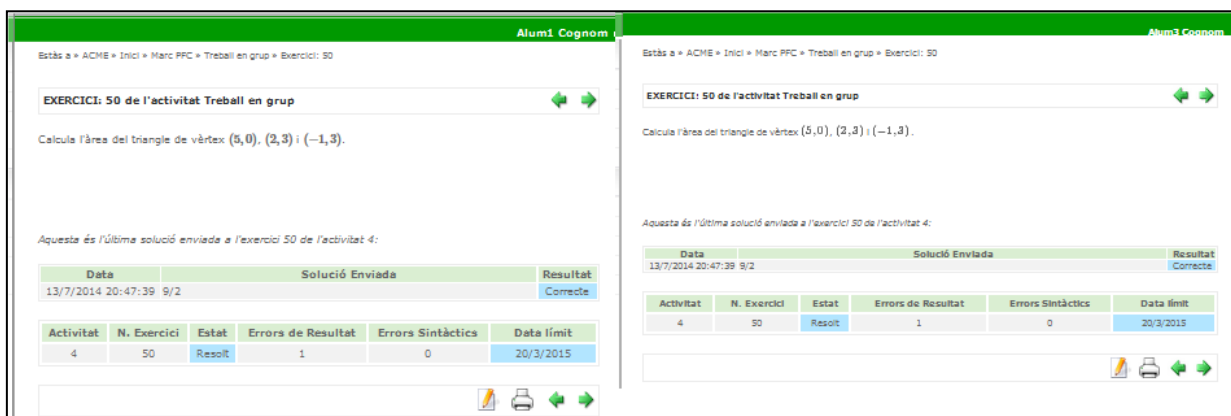 Alum1 Cognom
Estàs a » ACME » Inici » Marc PFC » Treball en grup » Exercici: 50
EXERCICI: 50 de l'activitat Treball en grup
Calcula l'àrea del triangle de vèrtex (5,0), (2,3) i (−1,3).
Aquesta és l'última solució enviada a l'exercici 50 de l'activitat 4:
Data Solució Enviada Resultat
13/7/2014 20:47:39 9/2 Correcte
Activitat N. Exercici Estat Errors de Resultat Errors Sintàctics Data límit
4 50 Resolt 1 0 20/3/2015
Alum3 Cognom
Estàs a » ACME » Inici » Marc PFC » Treball en grup » Exercici: 50
EXERCICI: 50 de l'activitat Treball en grup
Calcula l'àrea del triangle de vèrtex (5,0), (2,3) i (−1,3).
Aquesta és l'última solució enviada a l'exercici 50 de l'activitat 4:
Data Solució Enviada Resultat
13/7/2014 20:47:39 9/2 Correcte
Activitat N. Exercici Estat Errors de Resultat Errors Sintàctics Data límit
4 50 Resolt 1 0 20/3/2015